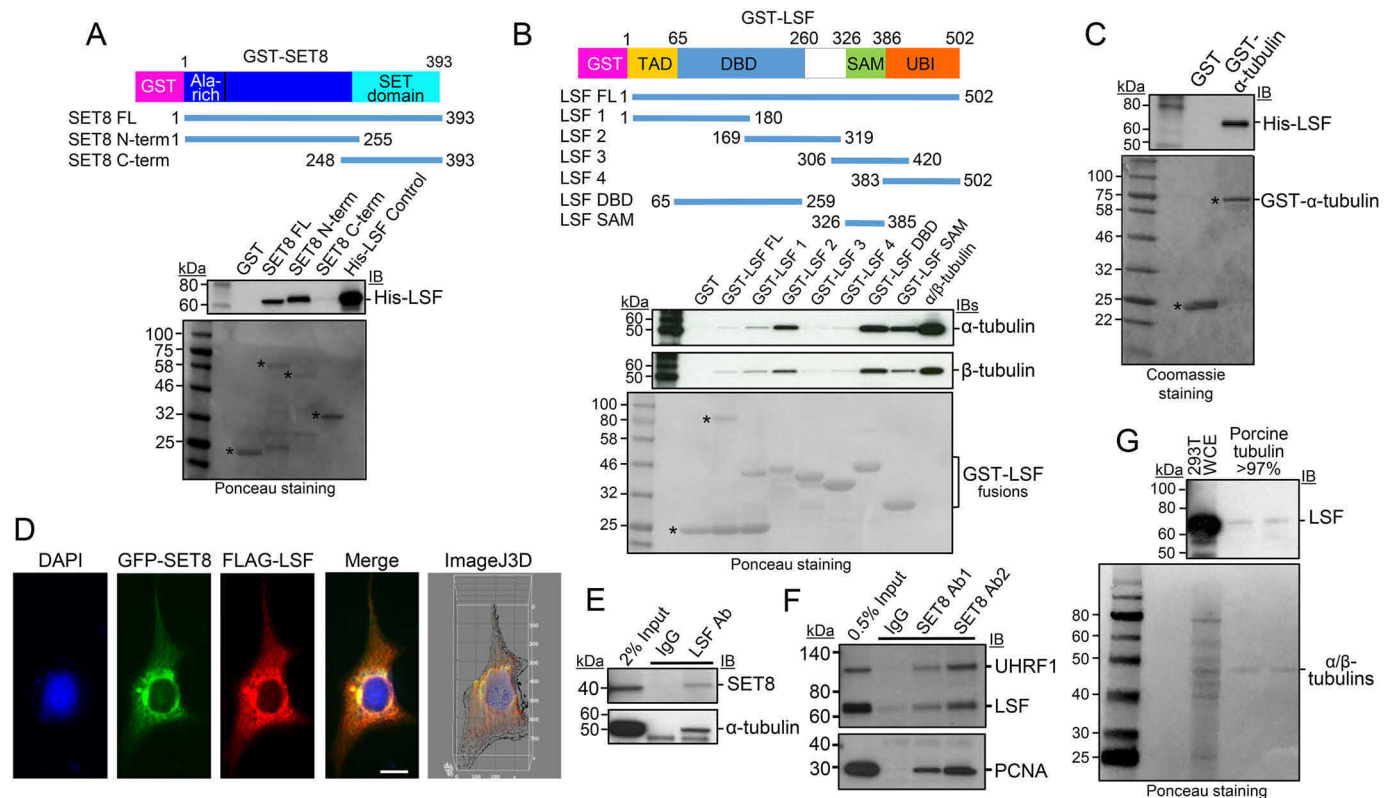 A
GST-SET8
1 393
GST Ala-rich SET domain
SET8 FL 1 393
SET8 N-term 1 255
SET8 C-term 248 393
GST SET8 FL SET8 N-term SET8 C-term His-LSF Control
kDa IB
80
60
His-LSF
100
75
58
46
32
25
* * * *
Ponceau staining
B
GST-LSF
1 65 260 326 386 502
GST TAD DBD SAM UBI
LSF FL 1 502
LSF 1 1 180
LSF 2 169 319
LSF 3 306 420
LSF 4 383 502
LSF DBD 65 259
LSF SAM 326 385
GST GST-LSF FL GST-LSF 1 GST-LSF 2 GST-LSF 3 GST-LSF 4 GST-LSF DBD GST-LSF SAM α/β-tubulin
kDa IBs
60
50
α-tubulin
60
50
β-tubulin
100
80
58
46
32
25
* *
GST-LSF
fusions
Ponceau staining
C
GST GST-α-tubulin
kDa IB
80
60
50
His-LSF
100
75
58
46
32
25
22
* GST-α-tubulin
*
Coomassie
staining
D
DAPI GFP-SET8 FLAG-LSF Merge ImageJ3D
E
2% Input IgG LSF Ab
kDa IB
40 SET8
60
50
α-tubulin
F
0.5% Input IgG SET8 Ab1 SET8 Ab2
kDa IB
140
UHRF1
80
60
LSF
40
30
PCNA
G
293T WCE
Porcine
tubulin
>97%
kDa IB
100
80
60
50
LSF
80
60
50
40
30
25
α/β-
tubulins
Ponceau staining